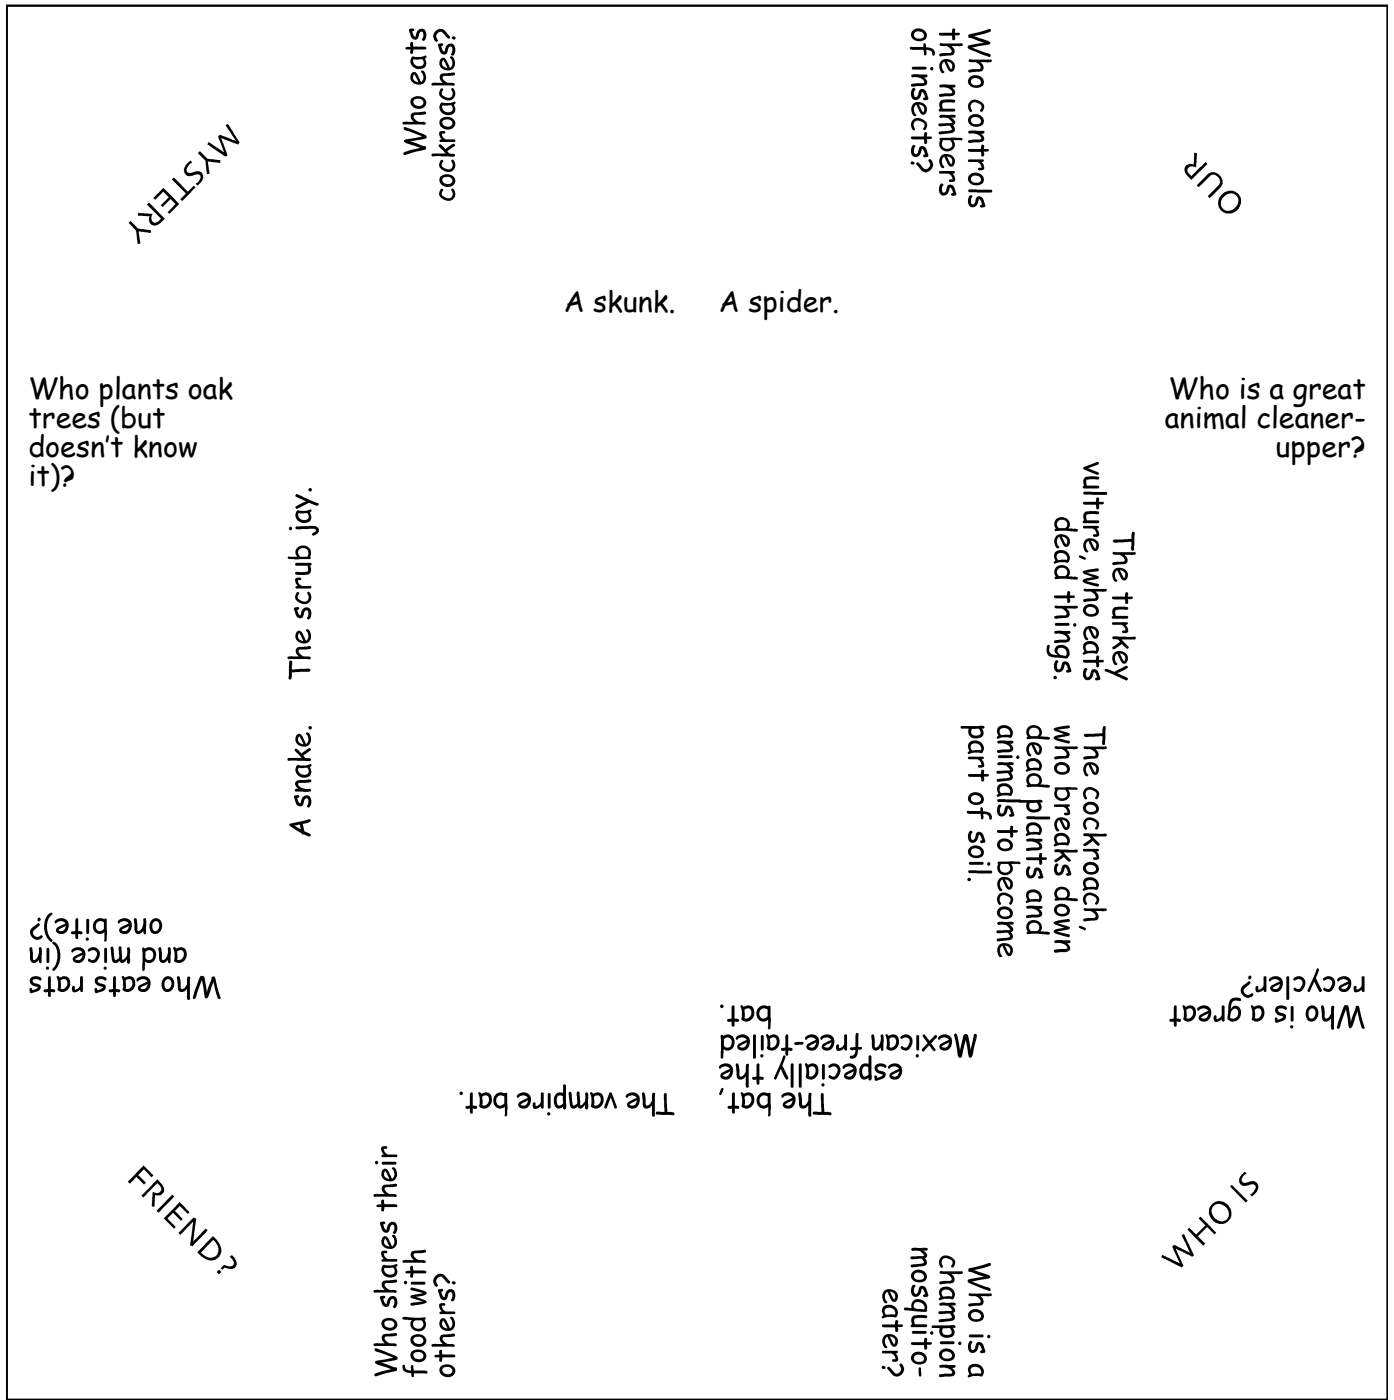 MYSTERY
Who eats
cockroaches?
Who controls
the numbers
of insects?
OUR
A skunk.
A spider.
Who plants oak
trees (but
doesn't know
it)?
Who is a great
animal cleaner-
upper?
The scrub jay.
The turkey
vulture, who eats
dead things.
A snake.
The cockroach,
who breaks down
dead plants and
animals to become
part of soil.
Who eats rats
and mice (in
one bite)?
Who is a great
recycler?
The vampire bat.
The bat,
especially the
Mexican free-tailed
bat.
FRIEND?
Who shares their
food with
others?
Who is a
champion
mosquito-
eater?
WHO IS